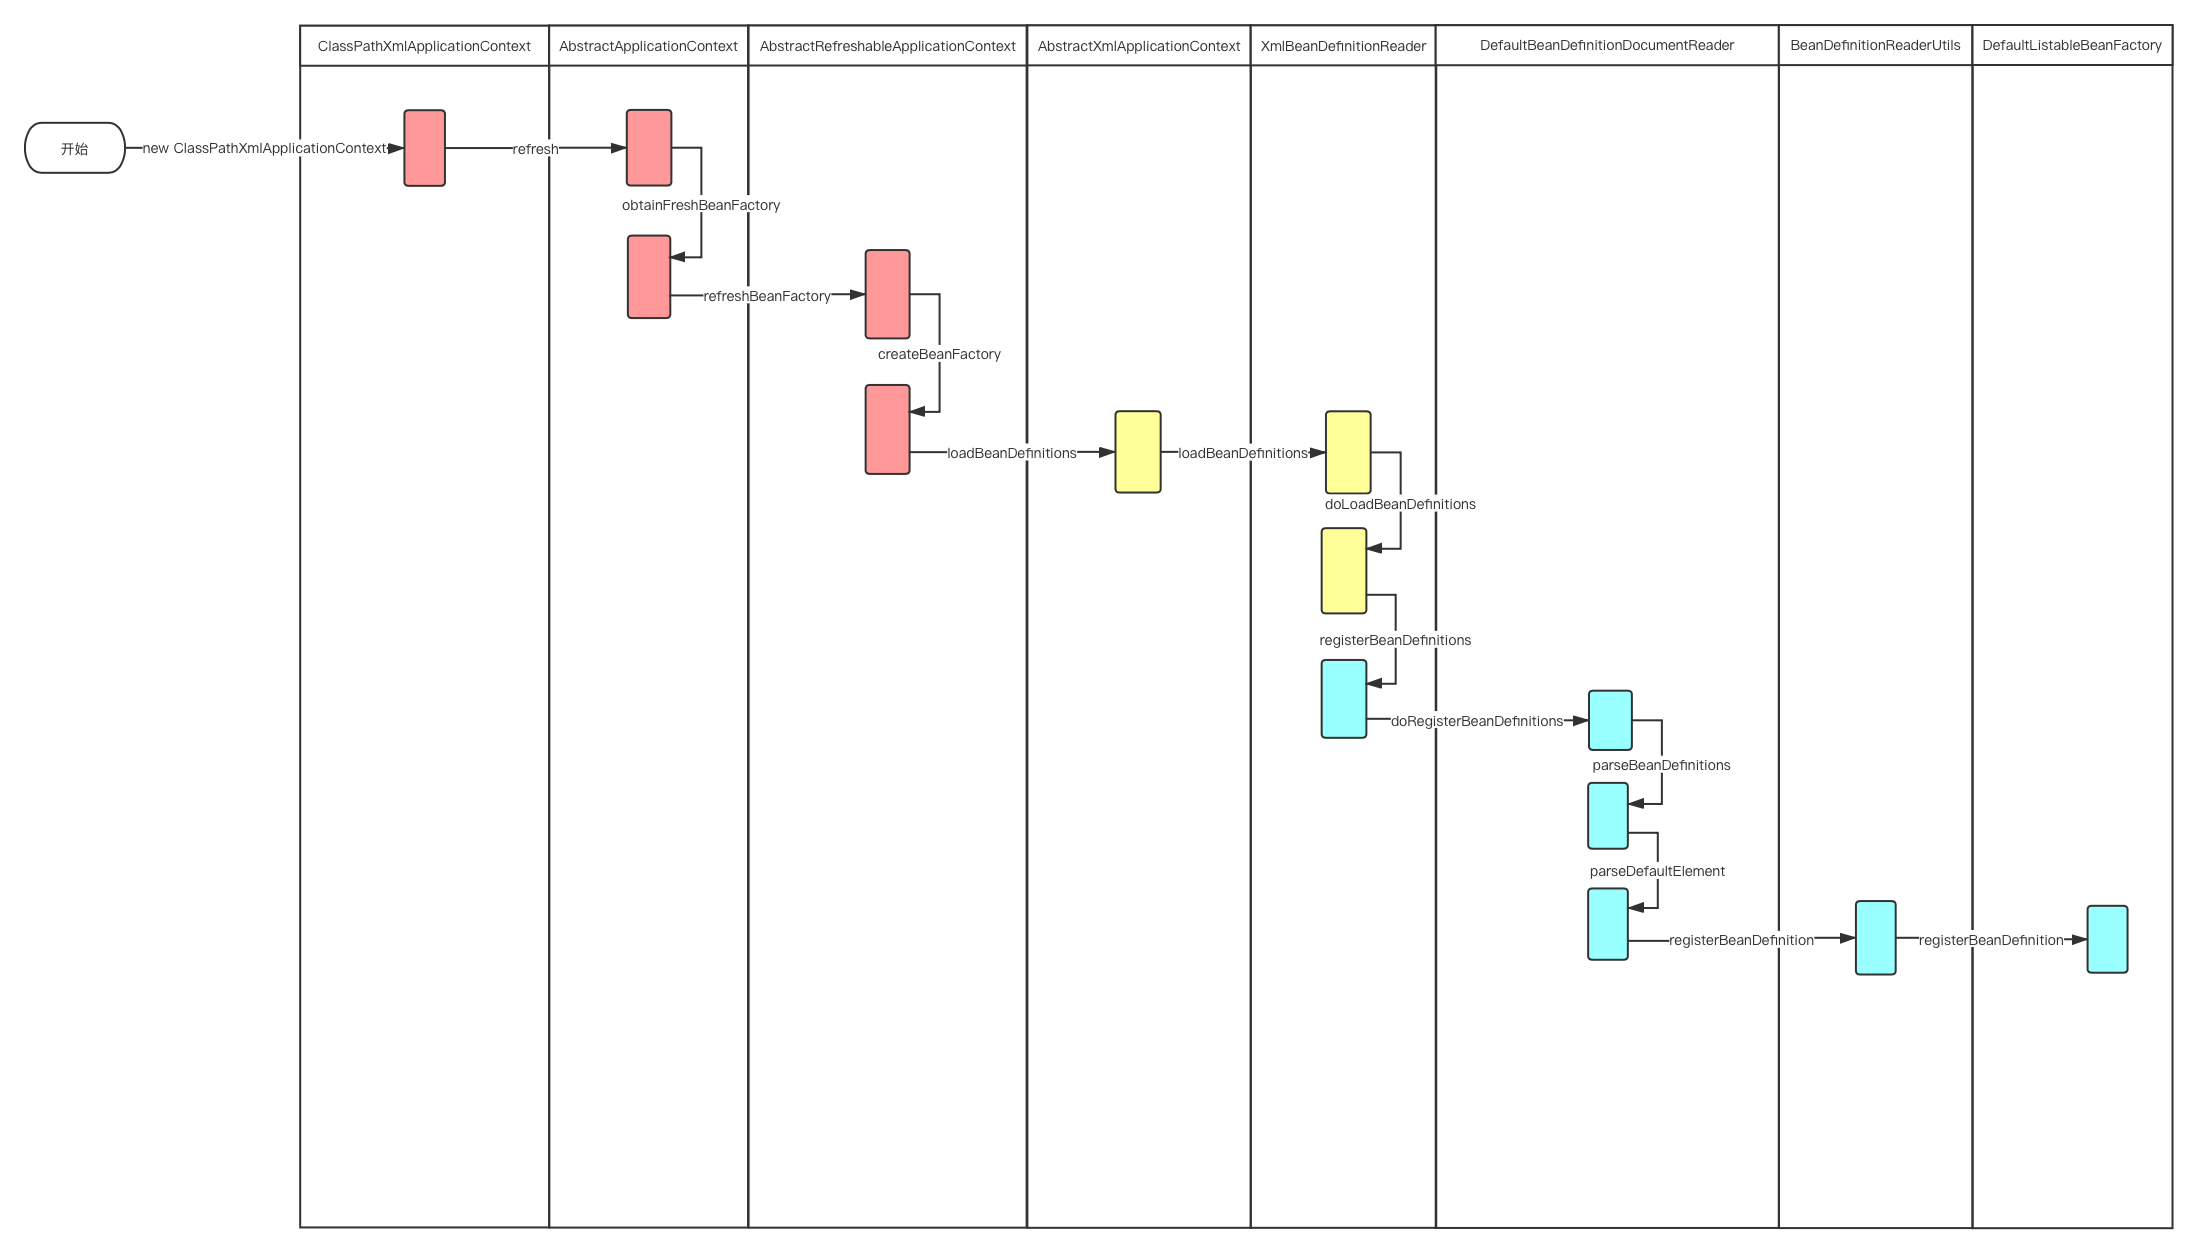 ClassPathXmlApplicationContext
AbstractApplicationContext
AbstractRefreshableApplicationContext
AbstractXmlApplicationContext
XmlBeanDefinitionReader
DefaultBeanDefinitionDocumentReader
BeanDefinitionReaderUtils
DefaultListableBeanFactory
开始
new ClassPathXmlApplicationContext
refresh
obtainFreshBeanFactory
refreshBeanFactory
createBeanFactory
loadBeanDefinitions
loadBeanDefinitions
doLoadBeanDefinitions
registerBeanDefinitions
doRegisterBeanDefinitions
parseBeanDefinitions
parseDefaultElement
registerBeanDefinition
registerBeanDefinition